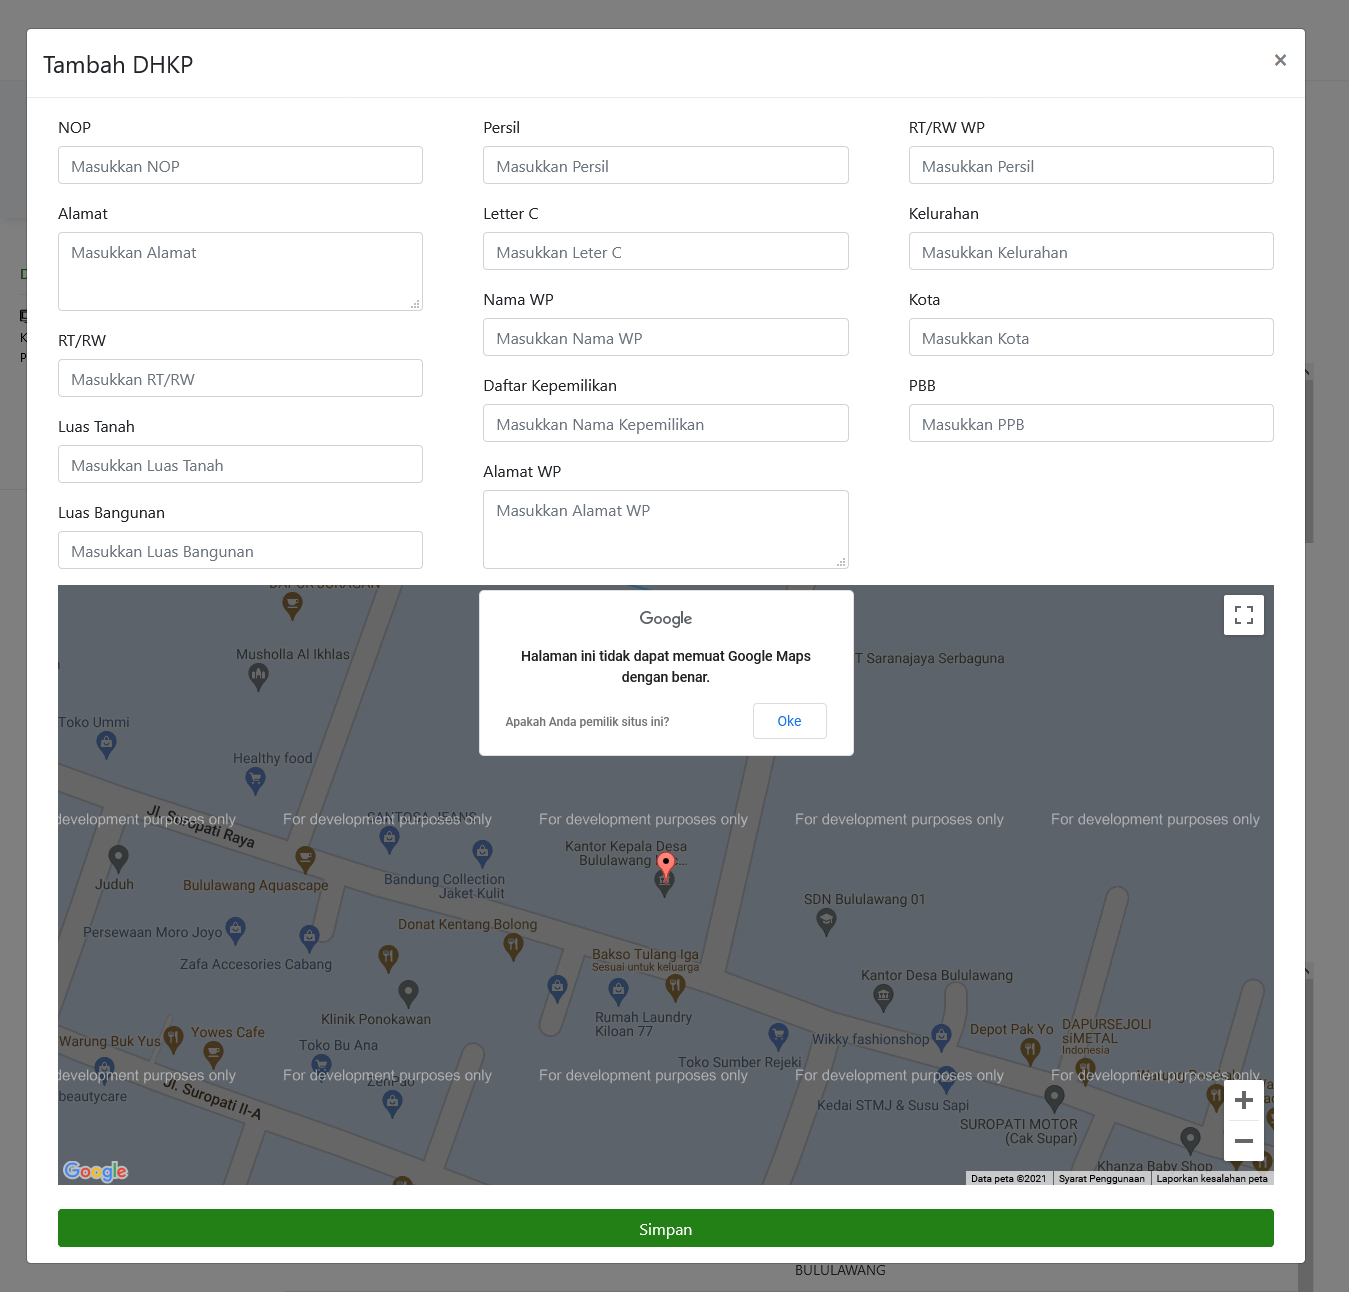 Tambah DHKP
×
NOP
Masukkan NOP
Alamat
Masukkan Alamat
RT/RW
Masukkan RT/RW
Luas Tanah
Masukkan Luas Tanah
Luas Bangunan
Masukkan Luas Bangunan
Persil
Masukkan Persil
Letter C
Masukkan Leter C
Nama WP
Masukkan Nama WP
Daftar Kepemilikan
Masukkan Nama Kepemilikan
Alamat WP
Masukkan Alamat WP
RT/RW WP
Masukkan Persil
Kelurahan
Masukkan Kelurahan
Kota
Masukkan Kota
PBB
Masukkan PPB
Google
Halaman ini tidak dapat memuat Google Maps
dengan benar.
Apakah Anda pemilik situs ini?
Oke
Musholla Al Ikhlas
T Saranajaya Serbaguna
Toko Ummi
Healthy food
Jl. Suropati Raya
SANTOSA JEANS
development purposes only
For development purposes only
For development purposes only
For development purposes only
For development purposes only
Kantor Kepala Desa
Bululawang
Juduh
Bululawang Aquascape
Bandung Collection
Jaket Kulit
SDN Bululawang 01
Donat Kentang Bolong
Persewaan Moro Joyo
Zafa Accesories Cabang
Bakso Tulang Iga
Sesuai untuk keluarga
Kantor Desa Bululawang
Klinik Ponokawan
Rumah Laundry
Kiloan 77
Warung Buk Yus
Yowes Cafe
Toko Bu Ana
Toko Sumber Rejeki
Wikky fashionshop
Depot Pak Yo
DAPURSEJOLI
siMETAL
Indonesia
development purposes only
For development purposes only
For development purposes only
For development purposes only
For development purposes only
beautycare
Jl. Suropati II-A
ZenPao
Kedai STMJ & Susu Sapi
SUROPATI MOTOR
(Cak Supar)
Khanza Baby Shop
Google
Data peta ©2021
Syarat Penggunaan
Laporkan kesalahan peta
Simpan
BULULAWANG